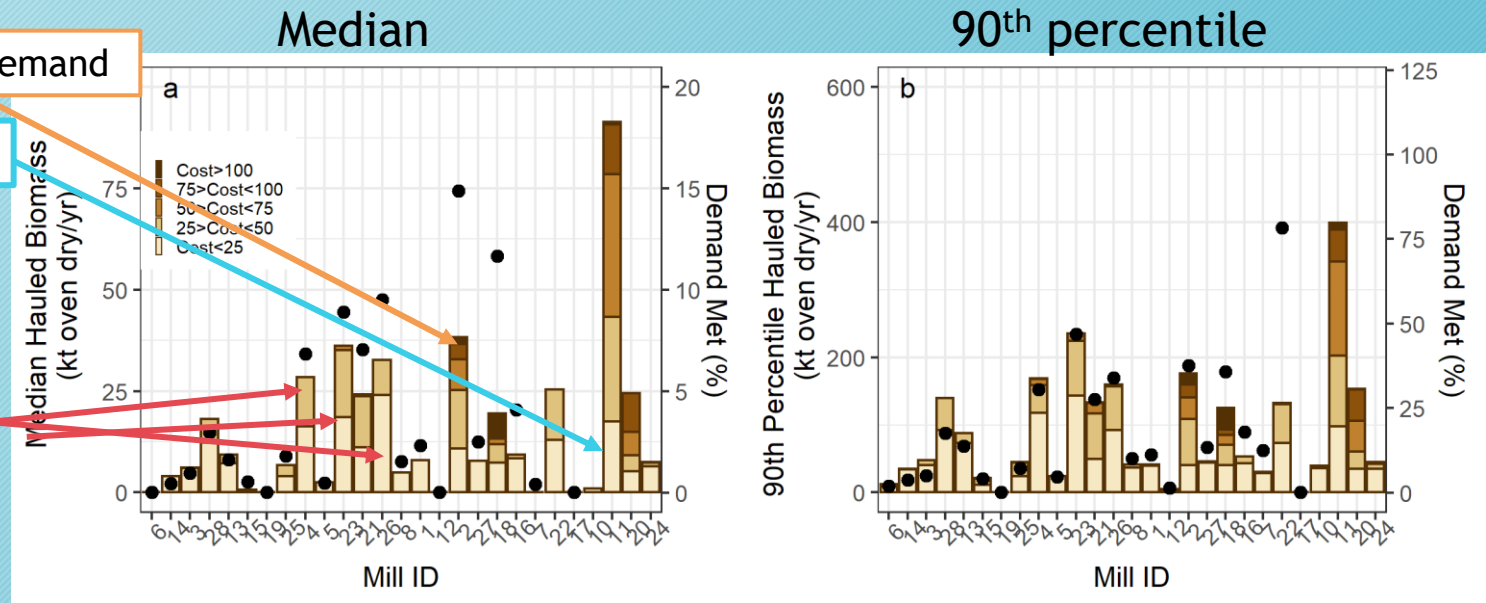 Median
90th percentile
emand
a
Median Hauled Biomass
(kt oven dry/yr)
75
50
25
0
Cost>100
75>Cost<100
50>Cost<75
25>Cost<50
Cost<25
20
15
10
5
0
Demand Met (%)
6 14 3 28 13 15 19 25 4 5 23 21 26 8 1 12 2 27 18 16 7 22 17 10 11 20 24
Mill ID
b
90th Percentile Hauled Biomass
(kt oven dry/yr)
600
400
200
0
125
100
75
50
25
0
Demand Met (%)
6 14 3 28 13 15 19 25 4 5 23 21 26 8 1 12 2 27 18 16 7 22 17 10 11 20 24
Mill ID